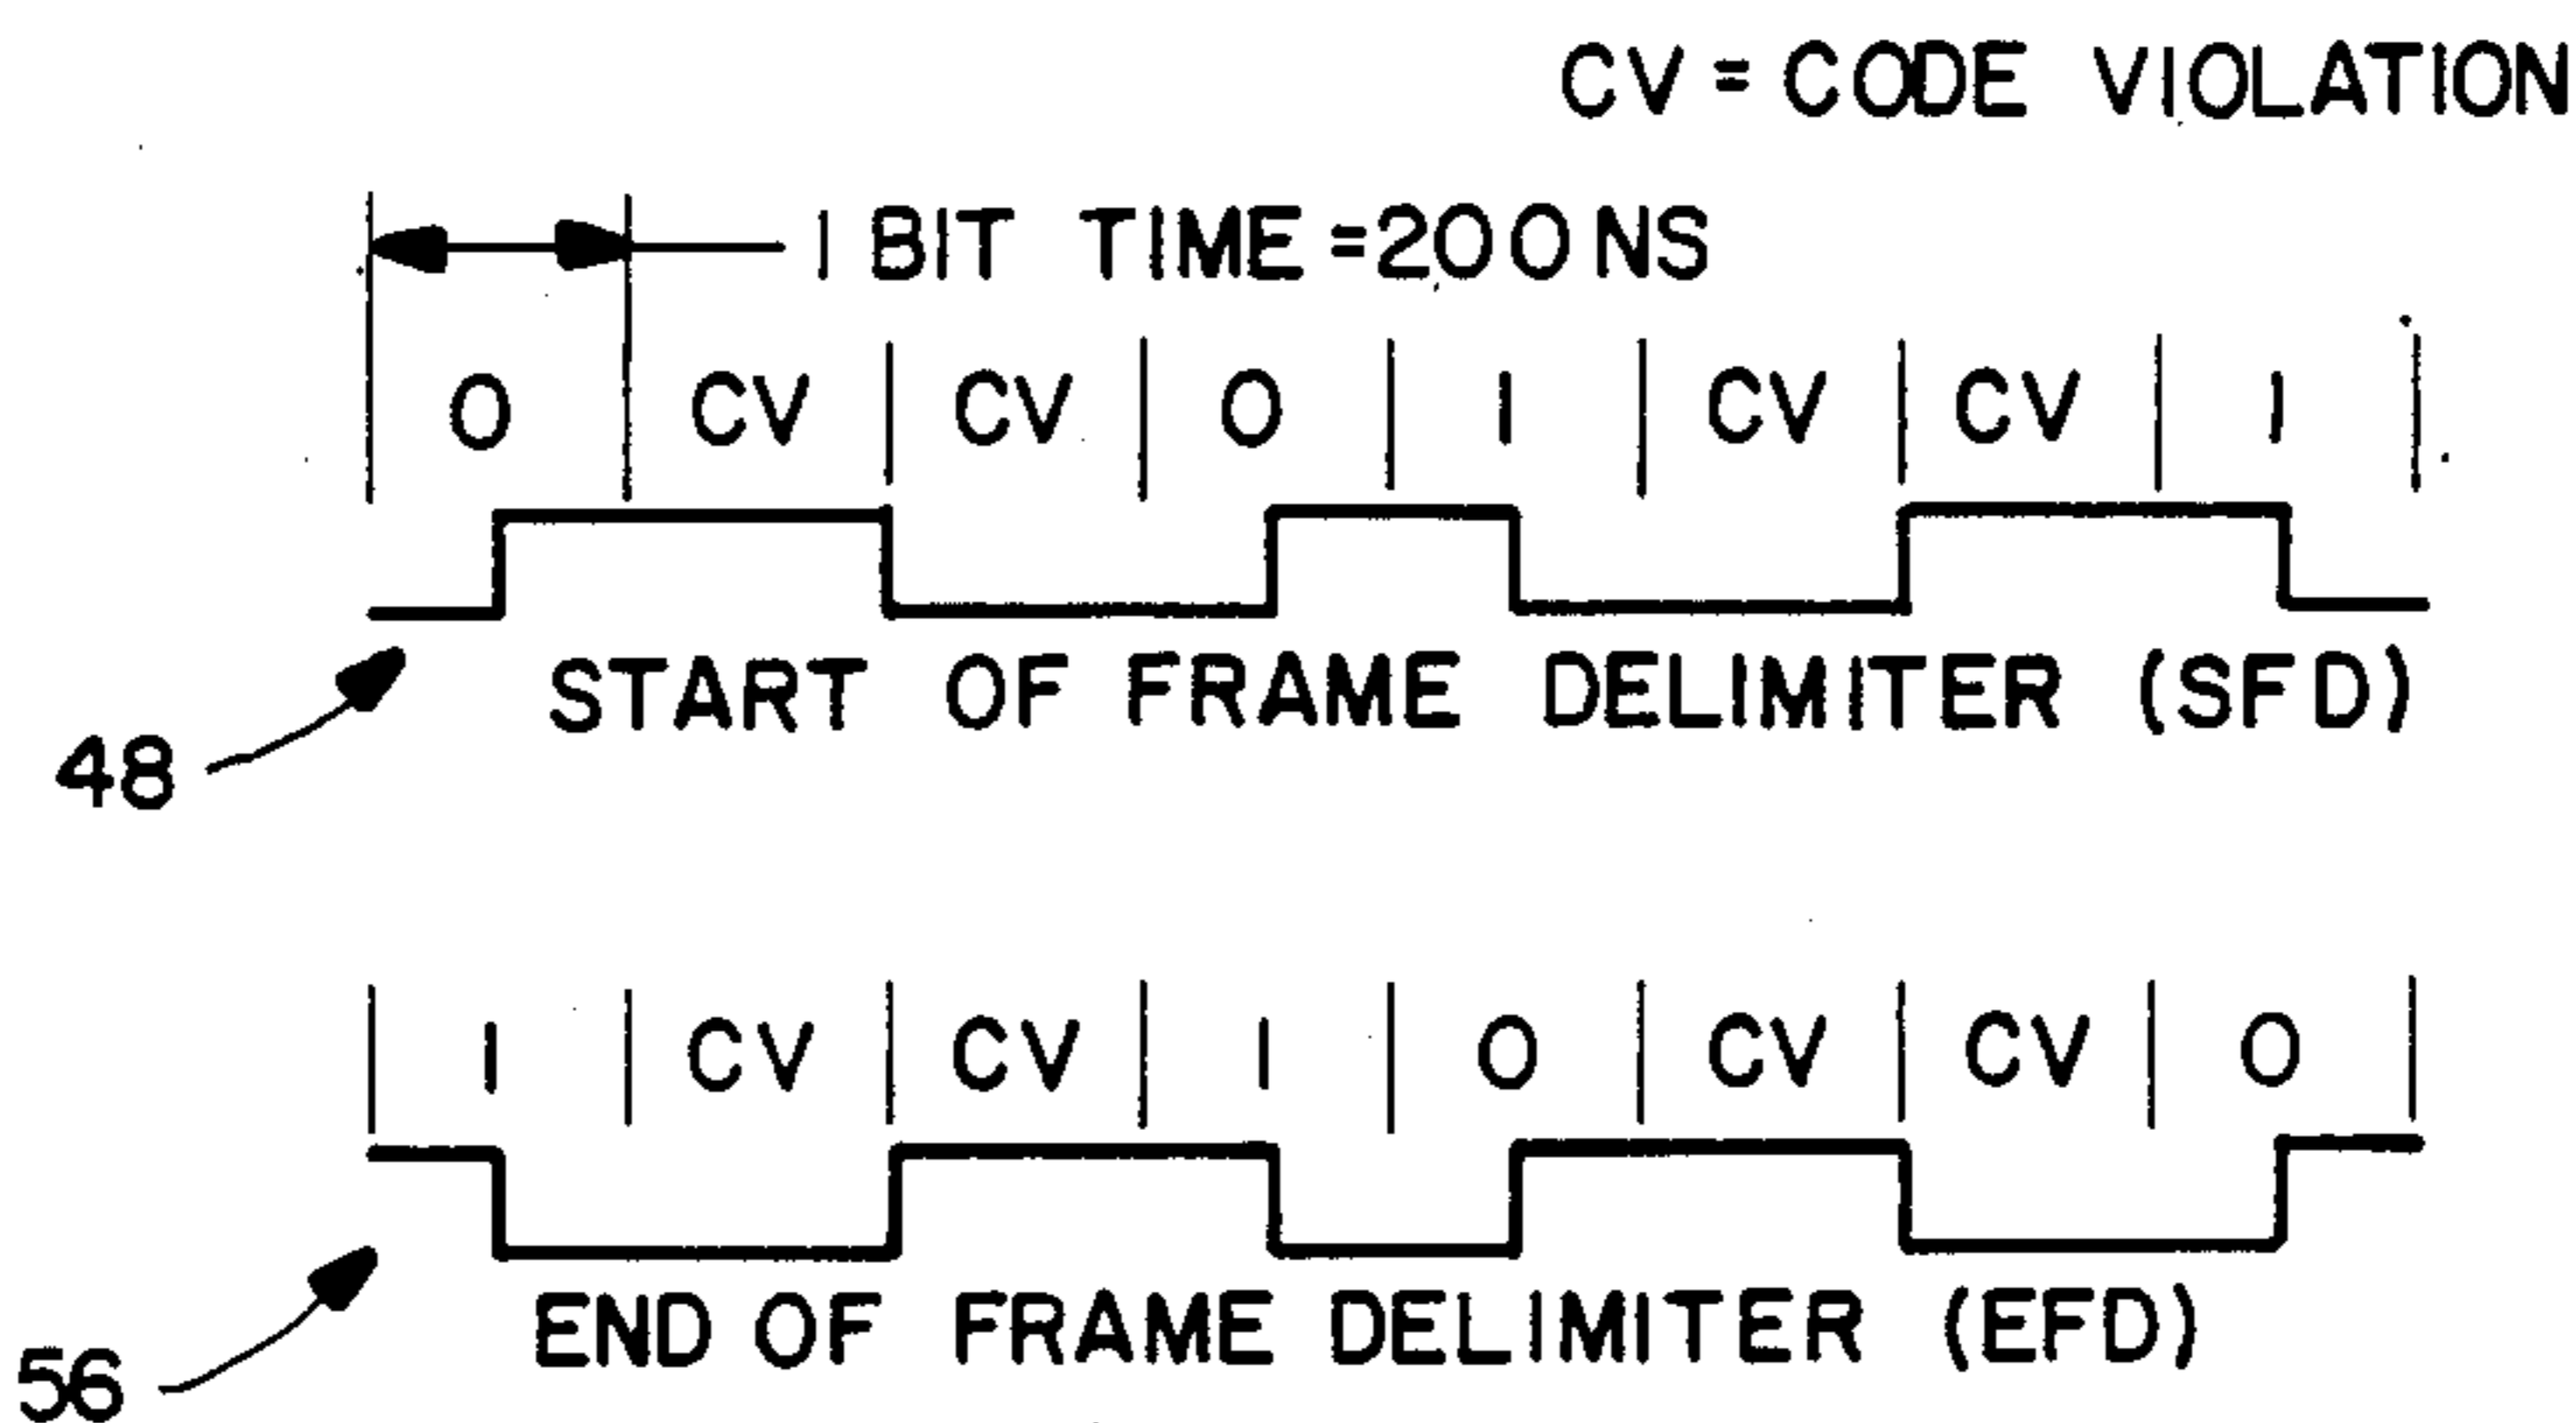 CV = CODE VIOLATION
1 BIT TIME = 200 NS
0 CV CV 0 1 CV CV 1
START OF FRAME DELIMITER (SFD)
48
1 CV CV 1 0 CV CV 0
END OF FRAME DELIMITER (EFD)
56